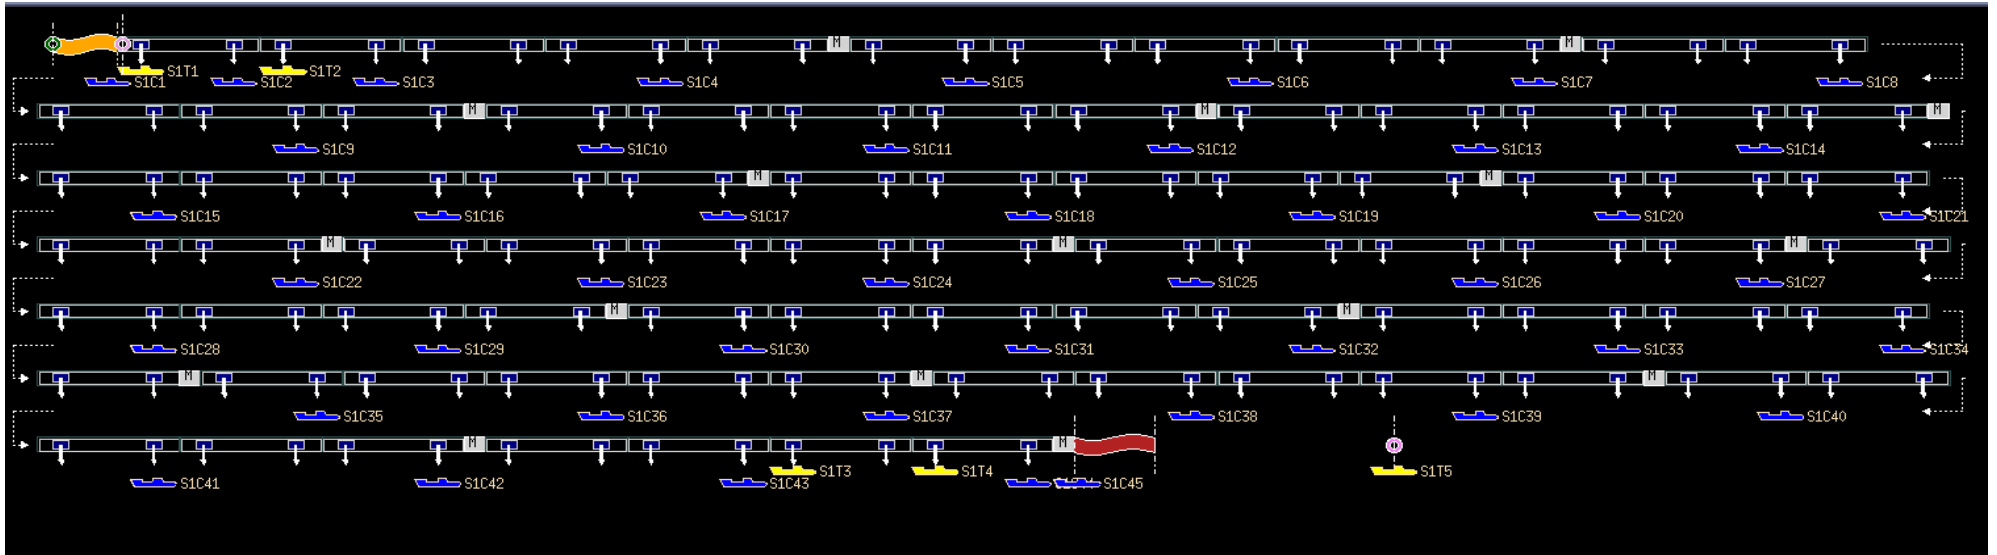 M M
S1T1 S1T2
S1C1 S1C2 S1C3 S1C4 S1C5 S1C6 S1C7 S1C8
M M M
S1C9 S1C10 S1C11 S1C12 S1C13 S1C14
M M
S1C15 S1C16 S1C17 S1C18 S1C19 S1C20 S1C21
M M M
S1C22 S1C23 S1C24 S1C25 S1C26 S1C27
M M
S1C28 S1C29 S1C30 S1C31 S1C32 S1C33 S1C34
M M M
S1C35 S1C36 S1C37 S1C38 S1C39 S1C40
M M
S1T3 S1T4 S1T5
S1C41 S1C42 S1C43 S1C45